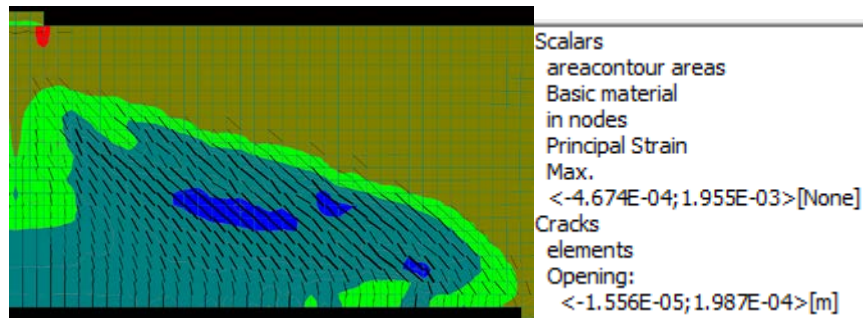 Scalars
areacontour areas
Basic material
in nodes
Principal Strain
Max.
<-4.674E-04;1.955E-03>[None]
Cracks
elements
Opening:
<-1.556E-05;1.987E-04>[m]